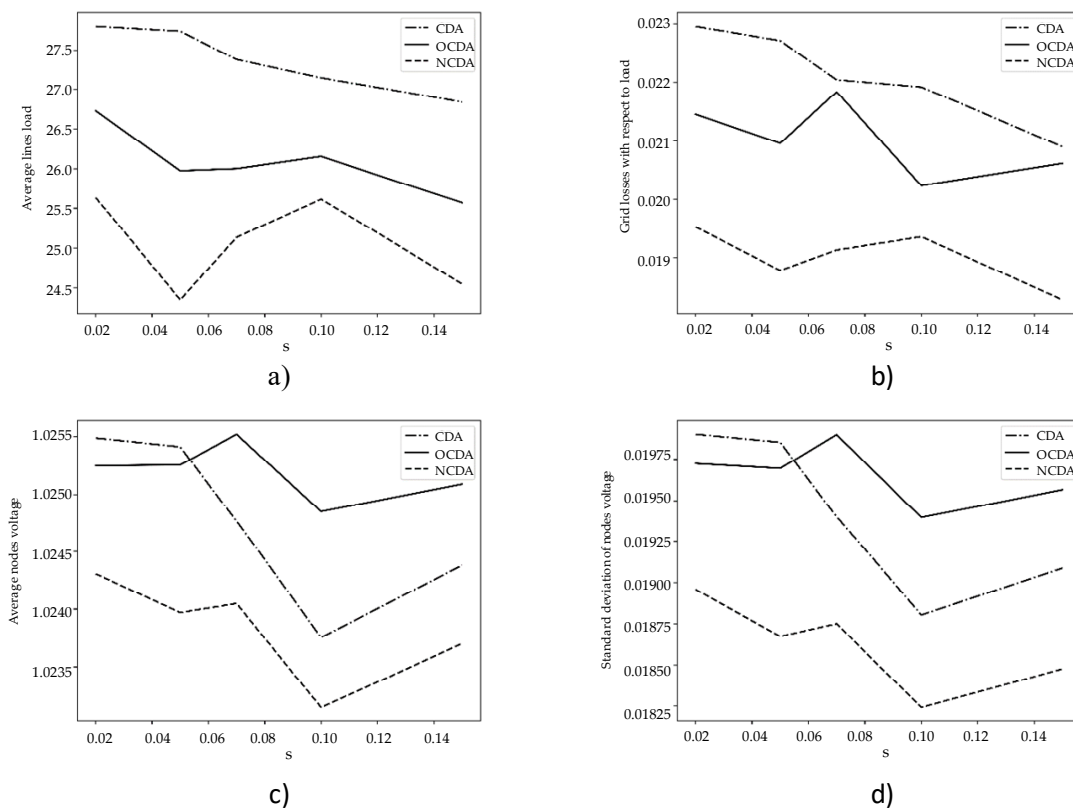 CDA
OCDA
NCDA
27.5
27.0
26.5
26.0
25.5
25.0
24.5
Average lines load
0.02 0.04 0.06 0.08 0.10 0.12 0.14
s
a)
CDA
OCDA
NCDA
0.023
0.022
0.021
0.020
0.019
Grid losses with respect to load
0.02 0.04 0.06 0.08 0.10 0.12 0.14
s
b)
CDA
OCDA
NCDA
1.0255
1.0250
1.0245
1.0240
1.0235
Average nodes voltage
0.02 0.04 0.06 0.08 0.10 0.12 0.14
s
c)
CDA
OCDA
NCDA
0.01975
0.01950
0.01925
0.01900
0.01875
0.01850
0.01825
Standard deviation of nodes voltage
0.02 0.04 0.06 0.08 0.10 0.12 0.14
s
d)